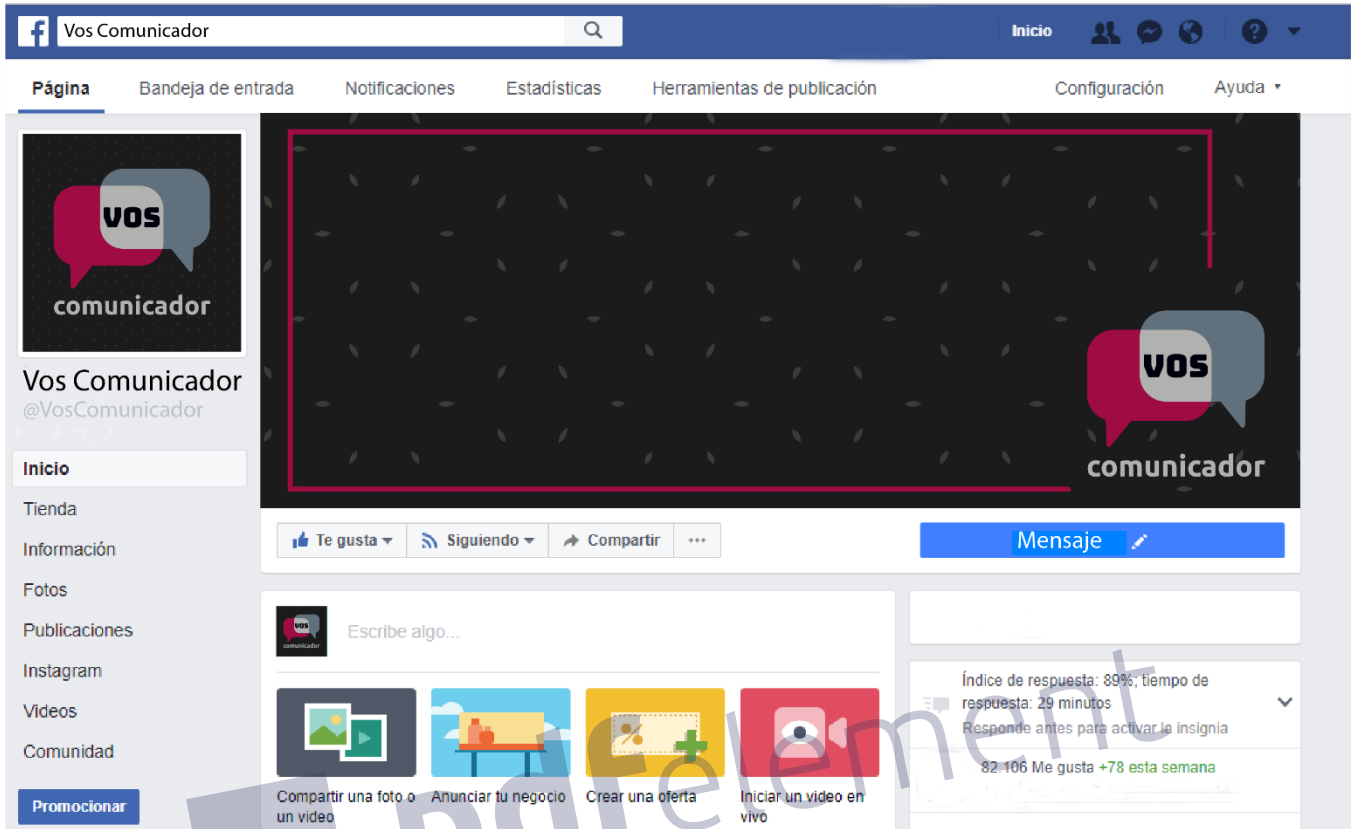 Vos Comunicador
Inicio
Página Bandeja de entrada Notificaciones Estadísticas Herramientas de publicación Configuración Ayuda
vos
comunicador
vos
comunicador
Vos Comunicador
@VosComunicador
Inicio
Tienda
Información
Fotos
Publicaciones
Instagram
Videos
Comunidad
Promocionar
Te gusta Siguiendo Compartir ...
Mensaje
vos
comunicador
Escribe algo...
Compartir una foto o un video
Anunciar tu negocio
Crear una oferta
Iniciar un video en vivo
Índice de respuesta: 89%; tiempo de
respuesta: 29 minutos
Responde antes para activar la insignia
82.106 Me gusta +78 esta semana
pdfelement